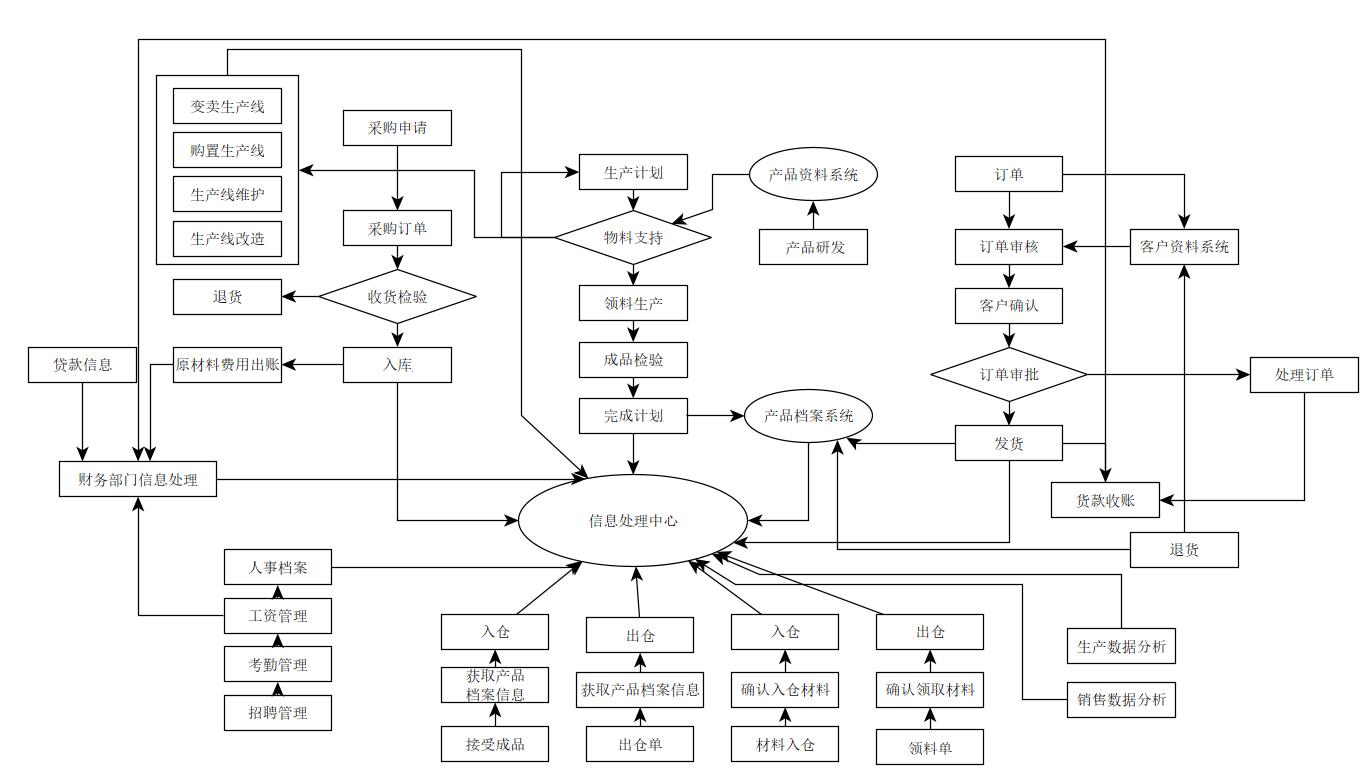 变卖生产线
购置生产线
生产线维护
生产线改造
采购申请
采购订单
收货检验
退货
入库
原材料费用出账
贷款信息
财务部门信息处理
生产计划
物料支持
领料生产
成品检验
完成计划
产品资料系统
产品研发
产品档案系统
订单
订单审核
客户资料系统
客户确认
订单审批
处理订单
发货
货款收账
退货
信息处理中心
人事档案
工资管理
考勤管理
招聘管理
入仓
获取产品
档案信息
接受成品
出仓
获取产品档案信息
出仓单
入仓
确认入仓材料
材料入仓
出仓
确认领取材料
领料单
生产数据分析
销售数据分析